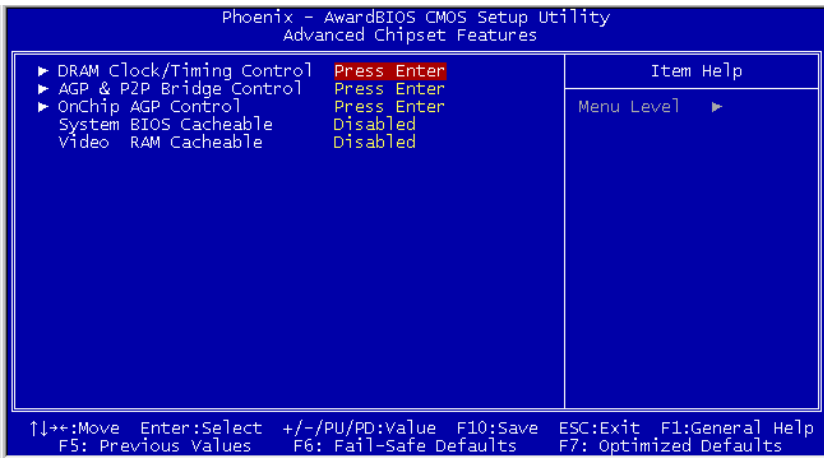 Phoenix - AwardBIOS CMOS Setup Utility
Advanced Chipset Features
► DRAM Clock/Timing Control Press Enter
► AGP & P2P Bridge Control Press Enter
► OnChip AGP Control Press Enter
System BIOS Cacheable Disabled
Video RAM Cacheable Disabled
Item Help
Menu Level ►
↑↓→←:Move Enter:Select +/-/PU/PD:Value F10:Save ESC:Exit F1:General Help
F5: Previous Values F6: Fail-Safe Defaults F7: Optimized Defaults